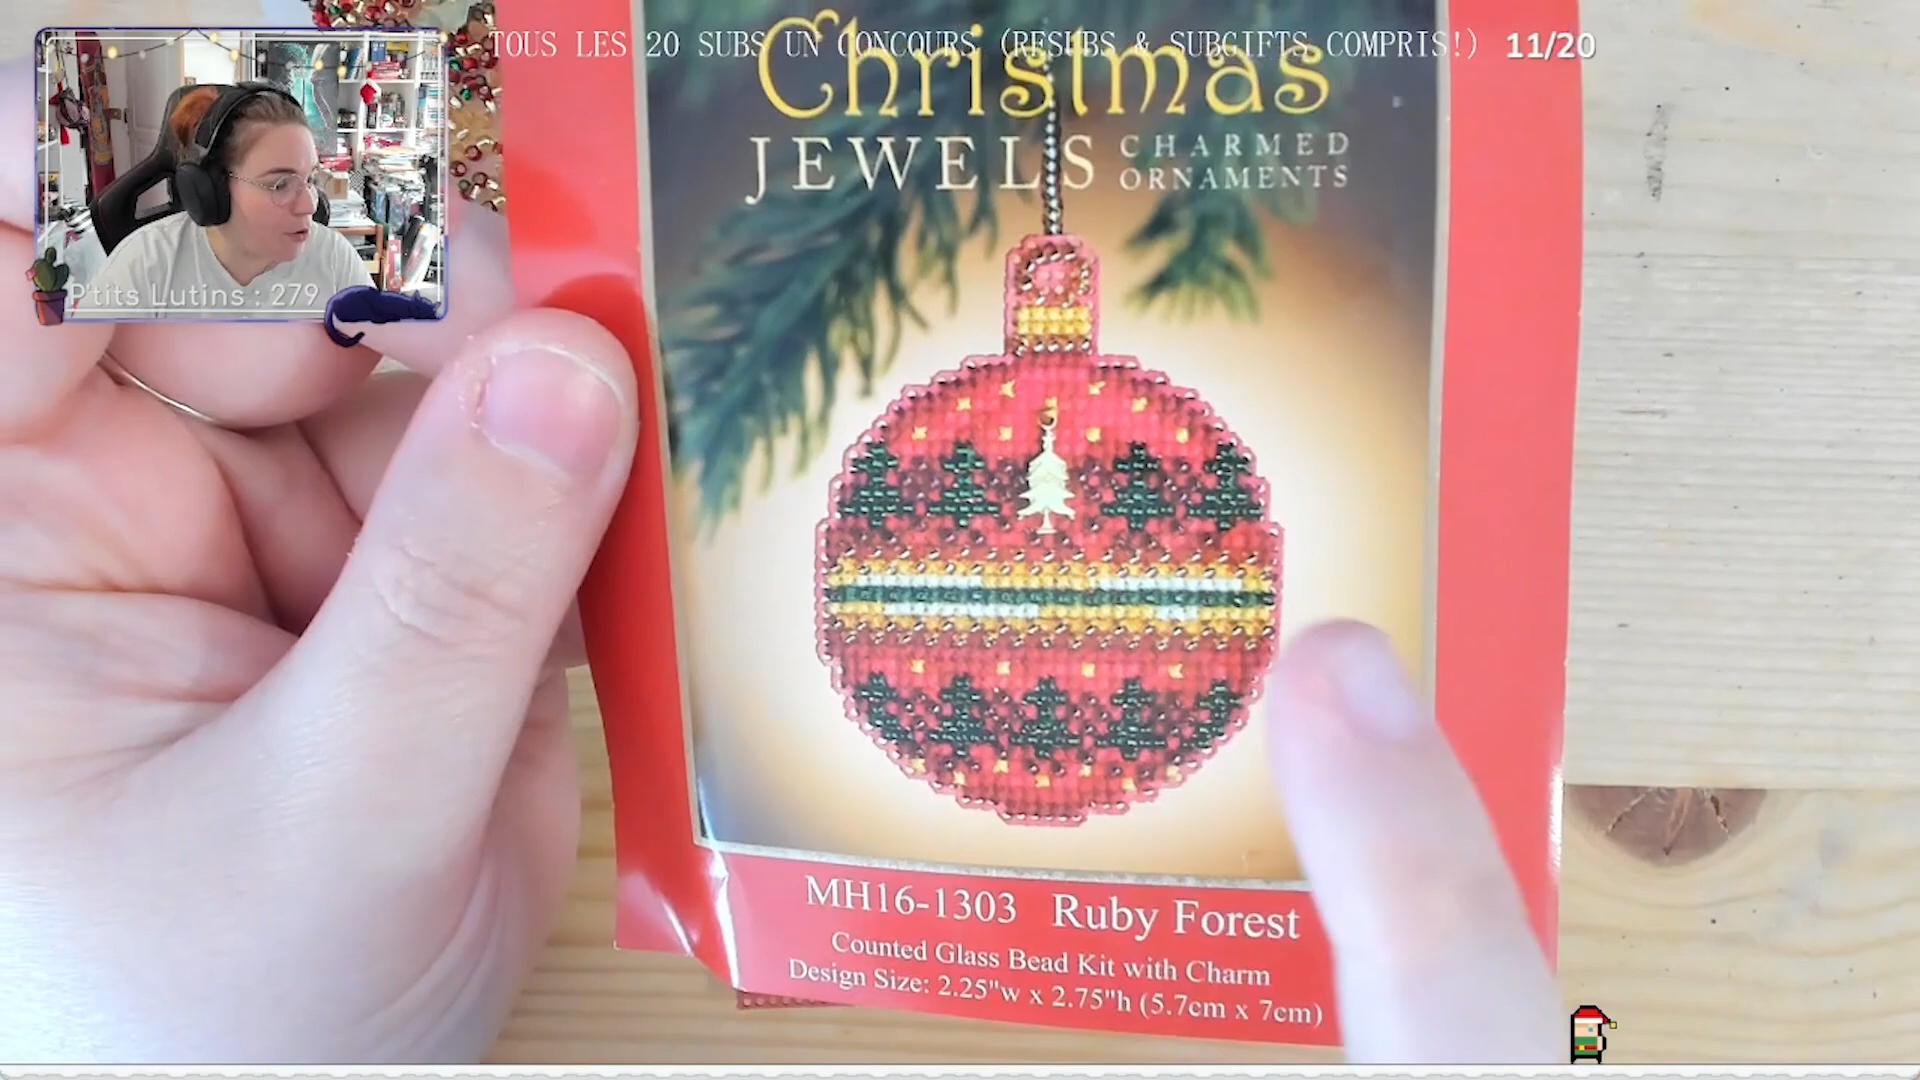 TOUS LES 20 SUBS UN CONCOURS (RESUBS & SUBGIFTS COMPRIS!) 11/20
Christmas
JEWELS CHARMED
ORNAMENTS
P'tits Lutins : 279
MH16-1303 Ruby Forest
Counted Glass Bead Kit with Charm
Design Size: 2.25"w x 2.75"h (5.7cm x 7cm)